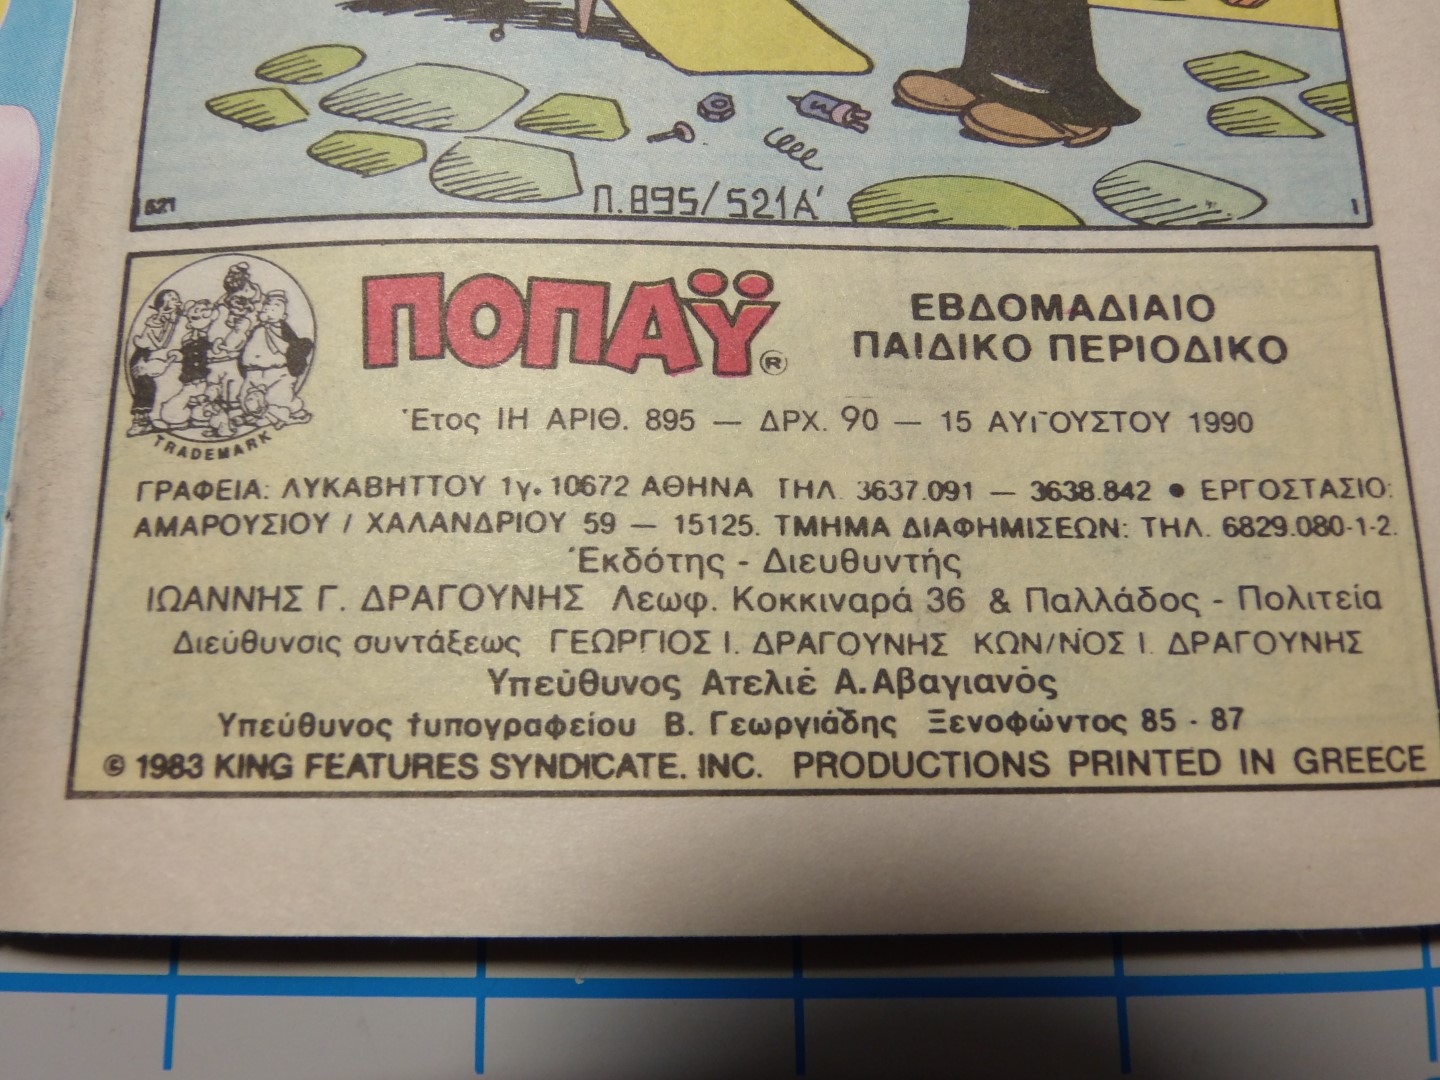 521
Π.895/521Α'
1
ΠΟΠΑΫ ®
ΕΒΔΟΜΑΔΙΑΙΟ
ΠΑΙΔΙΚΟ ΠΕΡΙΟΔΙΚΟ
TRADEMARK
Έτος ΙΗ ΑΡΙΘ. 895 — ΔΡΧ. 90 — 15 ΑΥΓΟΥΣΤΟΥ 1990
ΓΡΑΦΕΙΑ: ΛΥΚΑΒΗΤΤΟΥ 1γ. 10672 ΑΘΗΝΑ ΤΗΛ. 3637.091 — 3638.842 ● ΕΡΓΟΣΤΑΣΙΟ:
ΑΜΑΡΟΥΣΙΟΥ / ΧΑΛΑΝΔΡΙΟΥ 59 — 15125. ΤΜΗΜΑ ΔΙΑΦΗΜΙΣΕΩΝ: ΤΗΛ. 6829.080-1-2.
Έκδότης - Διευθυντής
ΙΩΑΝΝΗΣ Γ. ΔΡΑΓΟΥΝΗΣ Λεωφ. Κοκκιναρά 36 & Παλλάδος - Πολιτεία
Διεύθυνσις συντάξεως ΓΕΩΡΓΙΟΣ Ι. ΔΡΑΓΟΥΝΗΣ ΚΩΝ/ΝΟΣ Ι. ΔΡΑΓΟΥΝΗΣ
Υπεύθυνος Ατελιέ Α. Αβαγιανός
Υπεύθυνος τυπογραφείου Β. Γεωργιάδης Ξενοφώντος 85 - 87
© 1983 KING FEATURES SYNDICATE. INC. PRODUCTIONS PRINTED IN GREECE